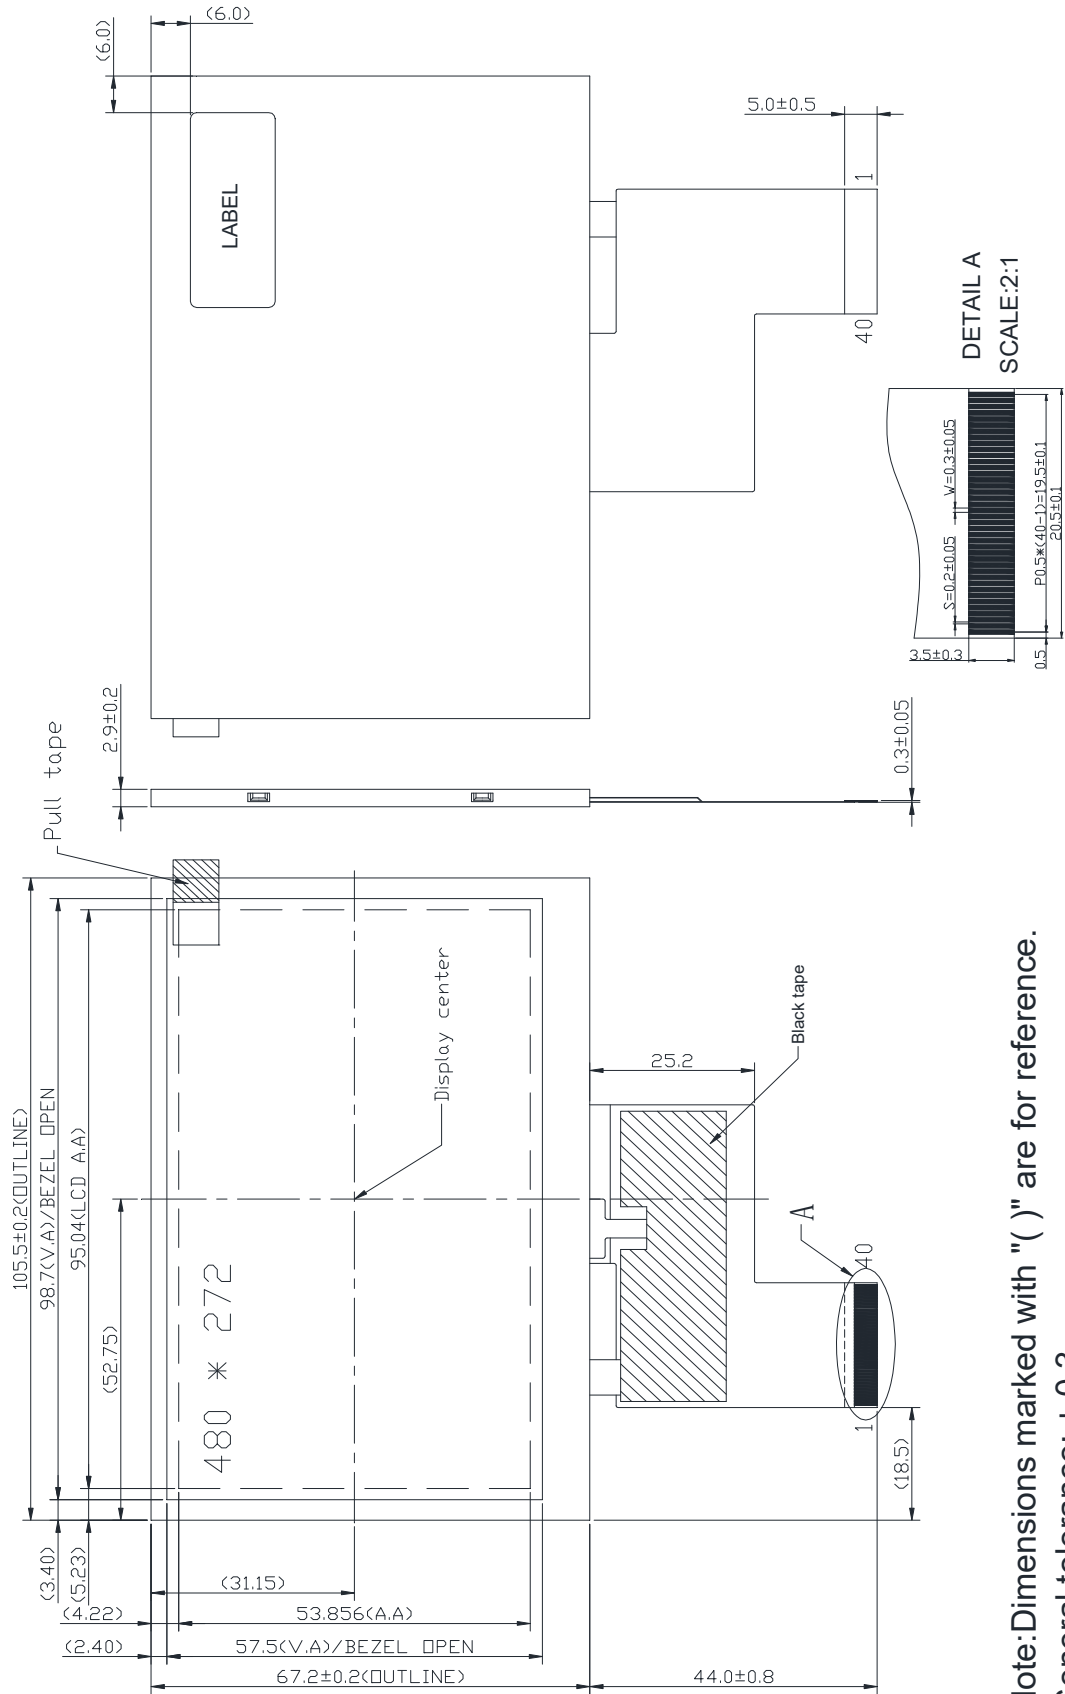 105.5±0.2(OUTLINE)
98.7(V.A)/BEZEL OPEN
95.04(LCD A.A)
(52.75)
(3.40)
(5.23)
(4.22)
(2.40)
(31.15)
53.856(A.A)
57.5(V.A)/BEZEL OPEN
67.2±0.2(OUTLINE)
44.0±0.8
480 * 272
Display center
Pull tape
2.9±0.2
0.3±0.05
25.2
Black tape
A
1
40
(18.5)
(6.0)
(6.0)
LABEL
5.0±0.5
1
40
DETAIL A
SCALE:2:1
S=0.2±0.05
W=0.3±0.05
3.5±0.3
0.5
P0.5*(40-1)=19.5±0.1
20.5±0.1
:Dimensions marked with "( )" are for reference.